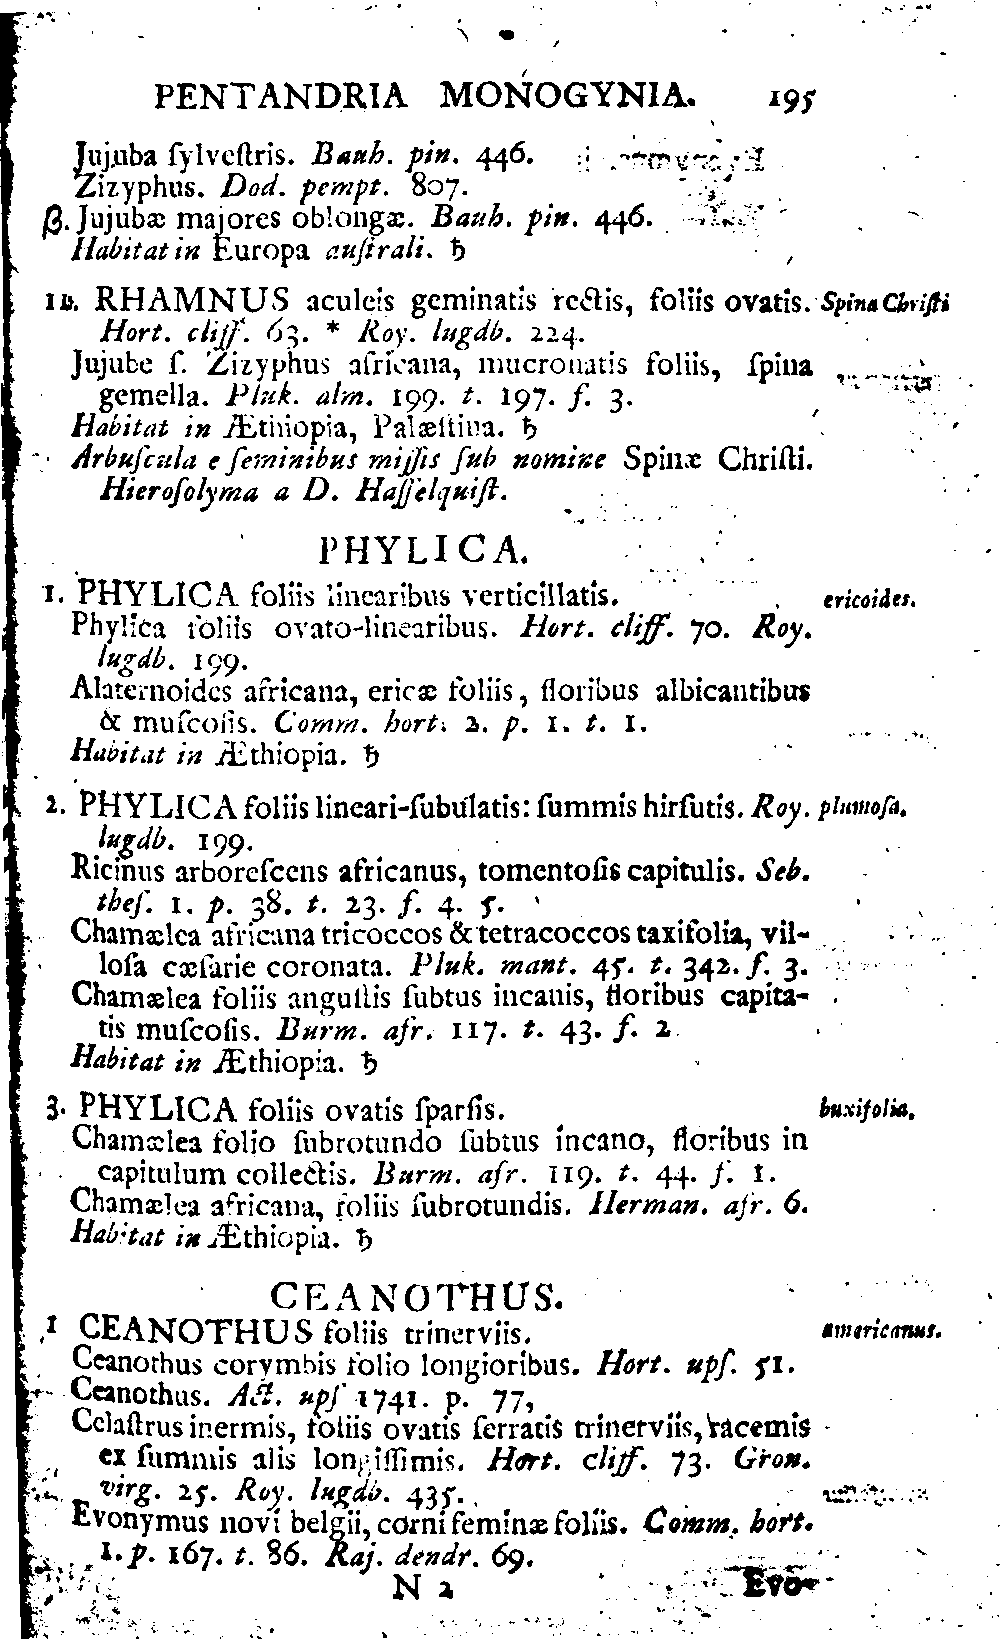 PENTANDRIA MONOGYNIA. 195
Jujuba ſylveſtris. Bauh. pin. 446.
Zizyphus. Dod. pempt. 807.
β. Jujubæ majores oblongæ. Bauh. pin. 446.
Habitat in Europa auſtrali. ♄
RHAMNUS aculeis geminatis rectis, foliis ovatis. Spina Chriſti
Hort. cliff. 63. * Roy. lugdb. 224.
Jujube ſ. Zizyphus africana, mucronatis foliis, ſpina
gemella. Pluk. alm. 199. t. 197. f. 3.
Habitat in Æthiopia, Palæſtina. ♄
Arbuſcula e ſeminibus miſſis ſub nomine Spinæ Chriſti.
Hieroſolyma a D. Haſſelquiſt.
PHYLICA.
1. PHYLICA foliis linearibus verticillatis. ericoides.
Phylica foliis ovato-linearibus. Hort. cliff. 70. Roy.
lugdb. 199.
Alaternoides africana, ericæ foliis, floribus albicantibus
& muſcoſis. Comm. hort. 2. p. 1. t. 1.
Habitat in Æthiopia. ♄
2. PHYLICA foliis lineari-ſubulatis: ſummis hirſutis. Roy. plumoſa.
lugdb. 199.
Ricinus arboreſcens africanus, tomentoſis capitulis. Seb.
theſ. 1. p. 38. t. 23. f. 4. 5.
Chamælea africana tricoccos & tetracoccos taxifolia, vil-
loſa cæſarie coronata. Pluk. mant. 45. t. 342. f. 3.
Chamælea foliis anguſtis ſubtus incanis, floribus capita-
tis muſcoſis. Burm. afr. 117. t. 43. f. 2.
Habitat in Æthiopia. ♄
3. PHYLICA foliis ovatis ſparſis. buxifolia.
Chamælea folio ſubrotundo ſubtus incano, floribus in
capitulum collectis. Burm. afr. 119. t. 44. f. 1.
Chamælea africana, foliis ſubrotundis. Herman. afr. 6.
Habitat in Æthiopia. ♄
CEANOTHUS.
1 CEANOTHUS foliis trinerviis. americanus.
Ceanothus corymbis folio longioribus. Hort. upſ. 51.
Ceanothus. Act. upſ 1741. p. 77,
Celaſtrus inermis, foliis ovatis ſerratis trinerviis, racemis
ex ſummis alis longiſſimis. Hort. cliff. 73. Gron.
virg. 25. Roy. lugdb. 435.
Evonymus novi belgii, corni feminæ foliis. Comm. hort.
1. p. 167. t. 86. Raj. dendr. 69.
N 2 Evo-